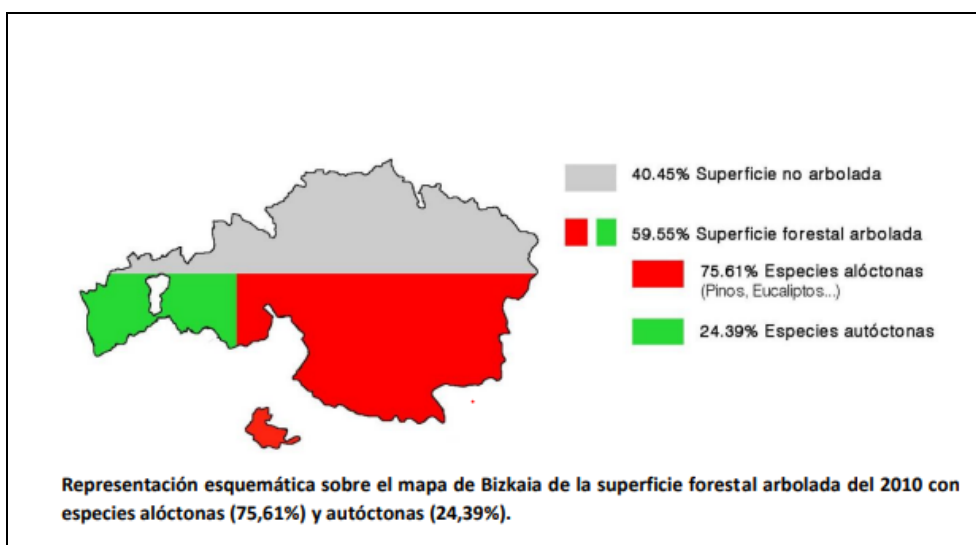 40.45% Superficie no arbolada
59.55% Superficie forestal arbolada
75.61% Especies alóctonas
(Pinos, Eucaliptos...)
24.39% Especies autóctonas
Representación esquemática sobre el mapa de Bizkaia de la superficie forestal arbolada del 2010 con
especies alóctonas (75,61%) y autóctonas (24,39%).